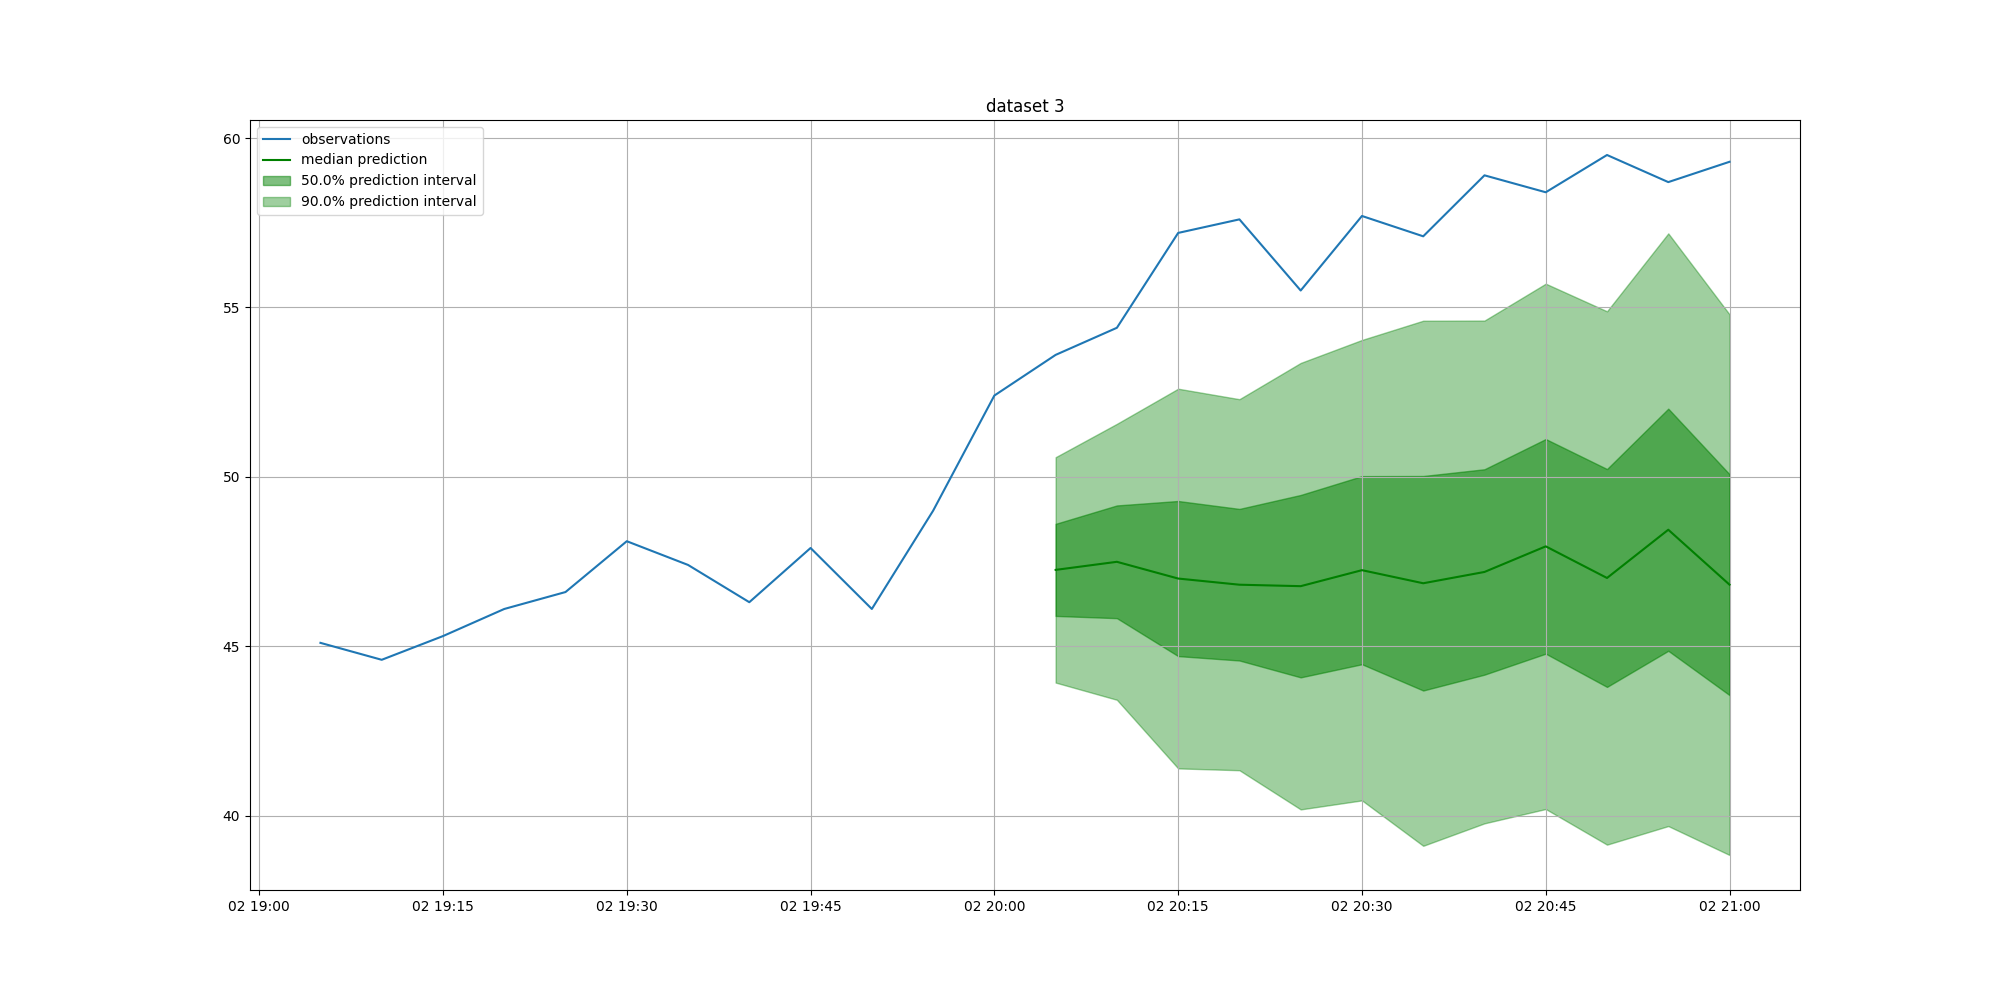 dataset 3
observations
median prediction
50.0% prediction interval
90.0% prediction interval
60
55
50
45
40
02 19:00 02 19:15 02 19:30 02 19:45 02 20:00 02 20:15 02 20:30 02 20:45 02 21:00